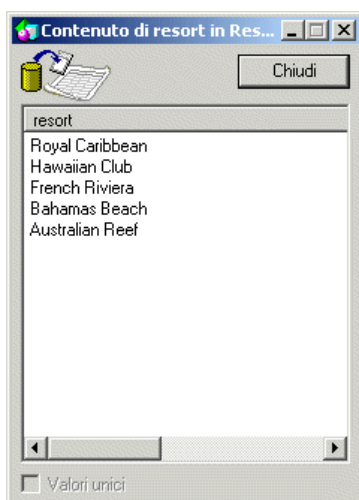 Contenuto di resort in Res...
Chiudi
resort
Royal Caribbean
Hawaiian Club
French Riviera
Bahamas Beach
Australian Reef
Valori unici